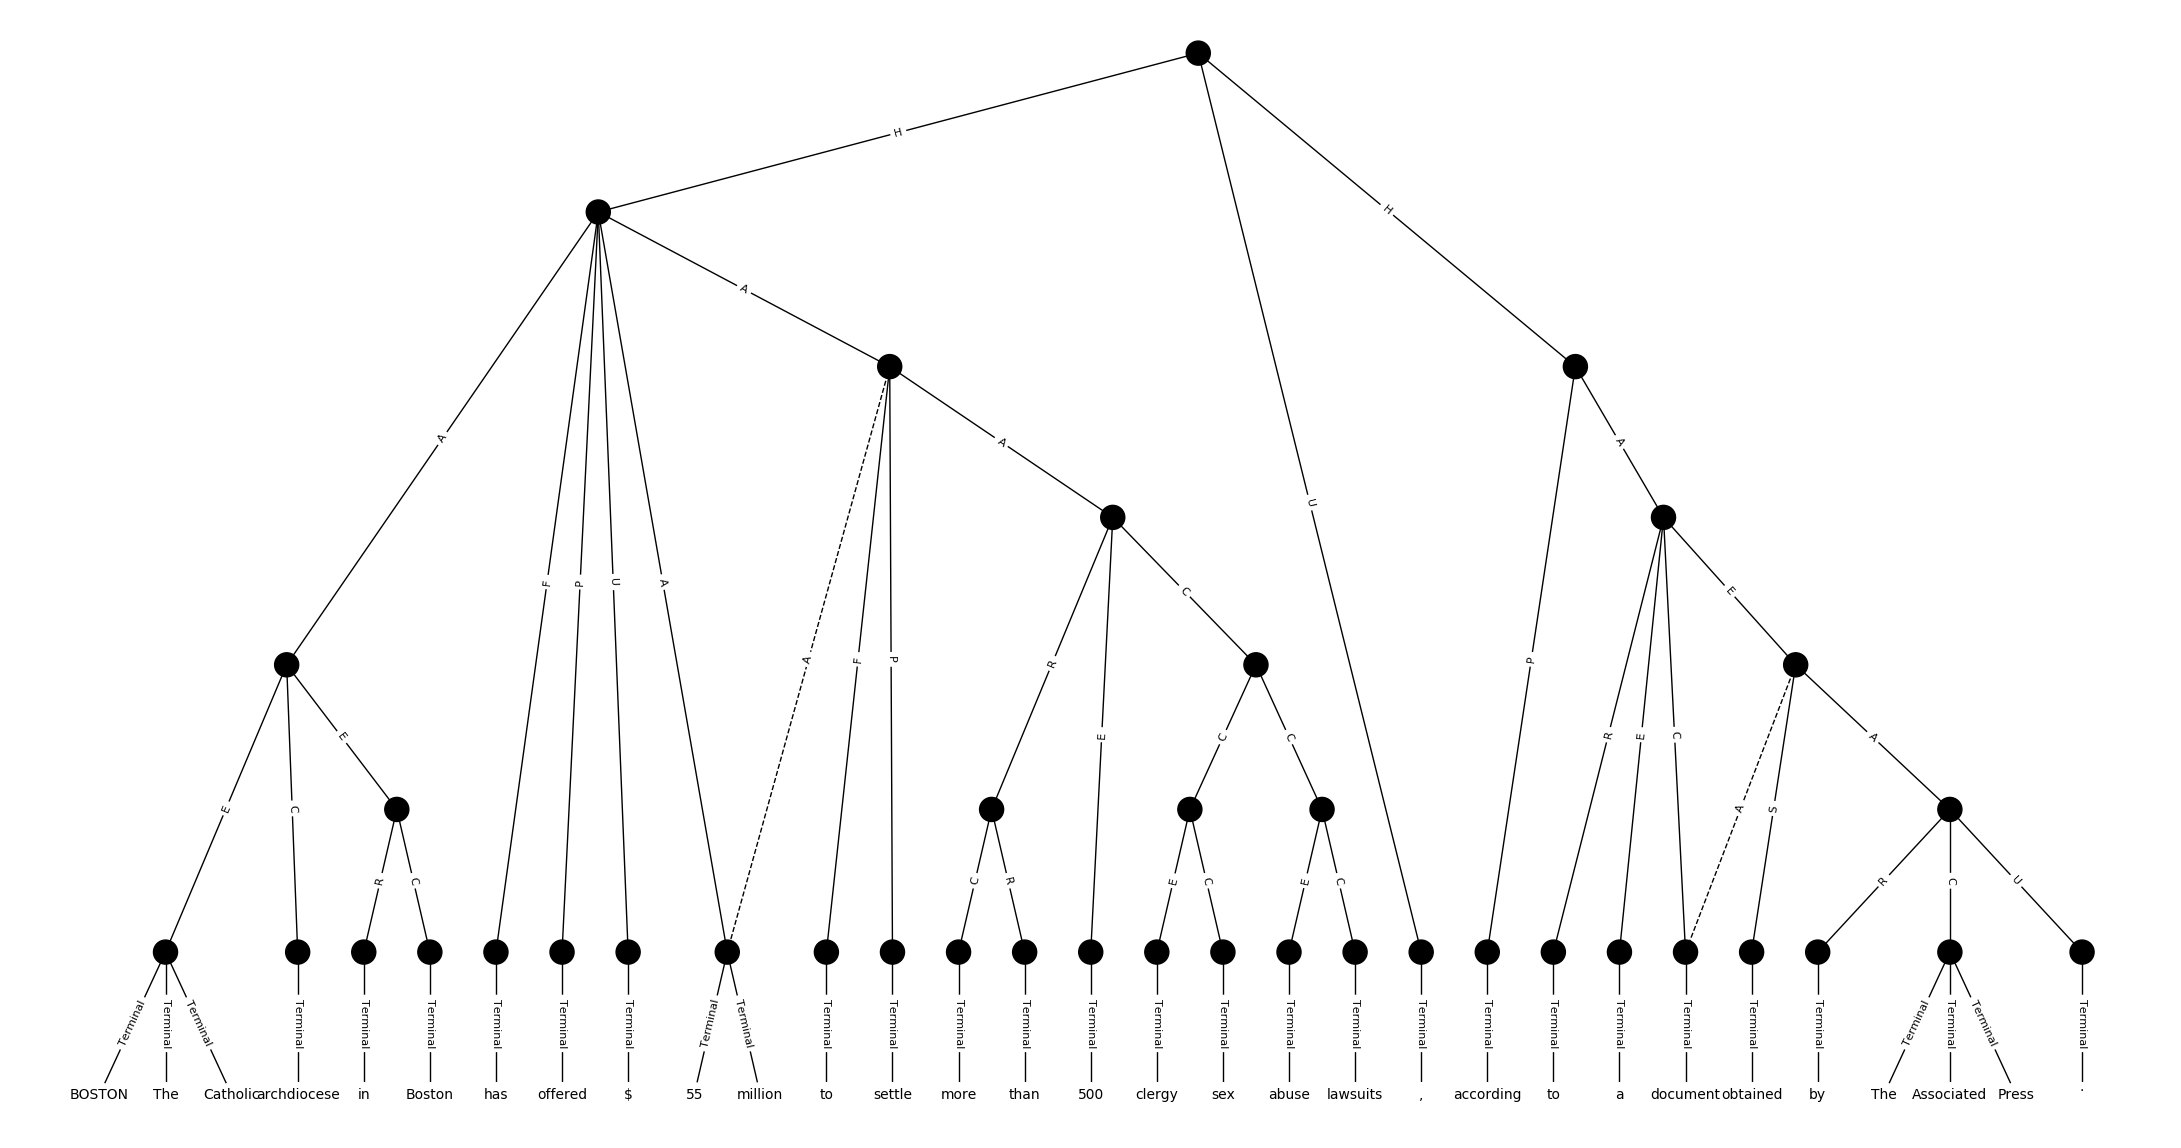 H
H
A
A
A
A
U
F P U A
E
A F P
R
C
P
E
E
C C
R E C
A
E C
A S
R C
C R
E C
E C
R C U
Terminal Terminal Terminal Terminal Terminal Terminal Terminal Terminal Terminal Terminal Terminal Terminal Terminal Terminal Terminal Terminal Terminal Terminal Terminal Terminal Terminal Terminal Terminal Terminal Terminal Terminal Terminal Terminal Terminal Terminal Terminal
BOSTON The Catholic archdiocese in Boston has offered $ 55 million to settle more than 500 clergy sex abuse lawsuits , according to a document obtained by The Associated Press .